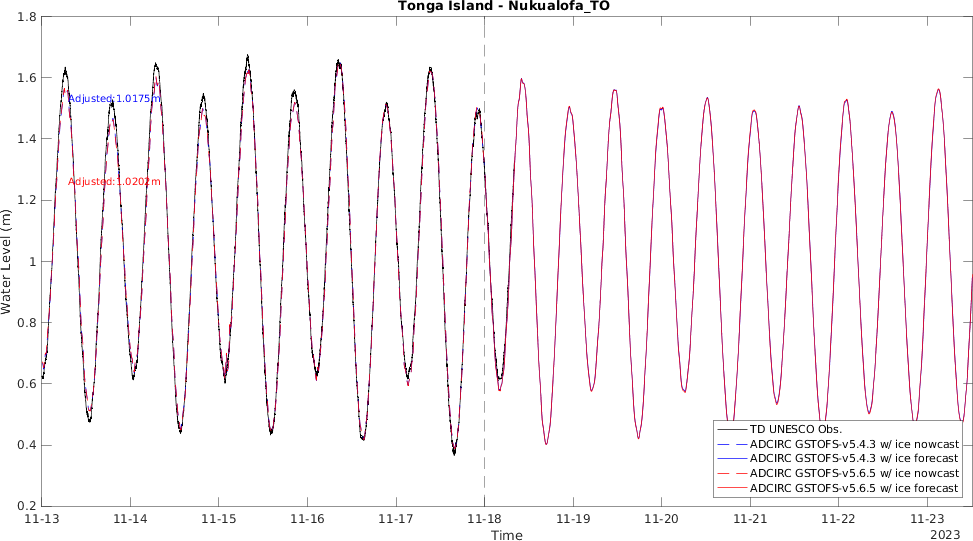 Tonga Island - Nukualofa_TO
1.8
1.6
Adjusted:1.0175m
1.4
Adjusted:1.0202m
1.2
Water Level (m)
1
0.8
0.6
0.4
0.2
TD UNESCO Obs.
ADCIRC GSTOFS-v5.4.3 w/ ice nowcast
ADCIRC GSTOFS-v5.4.3 w/ ice forecast
ADCIRC GSTOFS-v5.6.5 w/ ice nowcast
ADCIRC GSTOFS-v5.6.5 w/ ice forecast
11-13 11-14 11-15 11-16 11-17 11-18 11-19 11-20 11-21 11-22 11-23
Time
2023